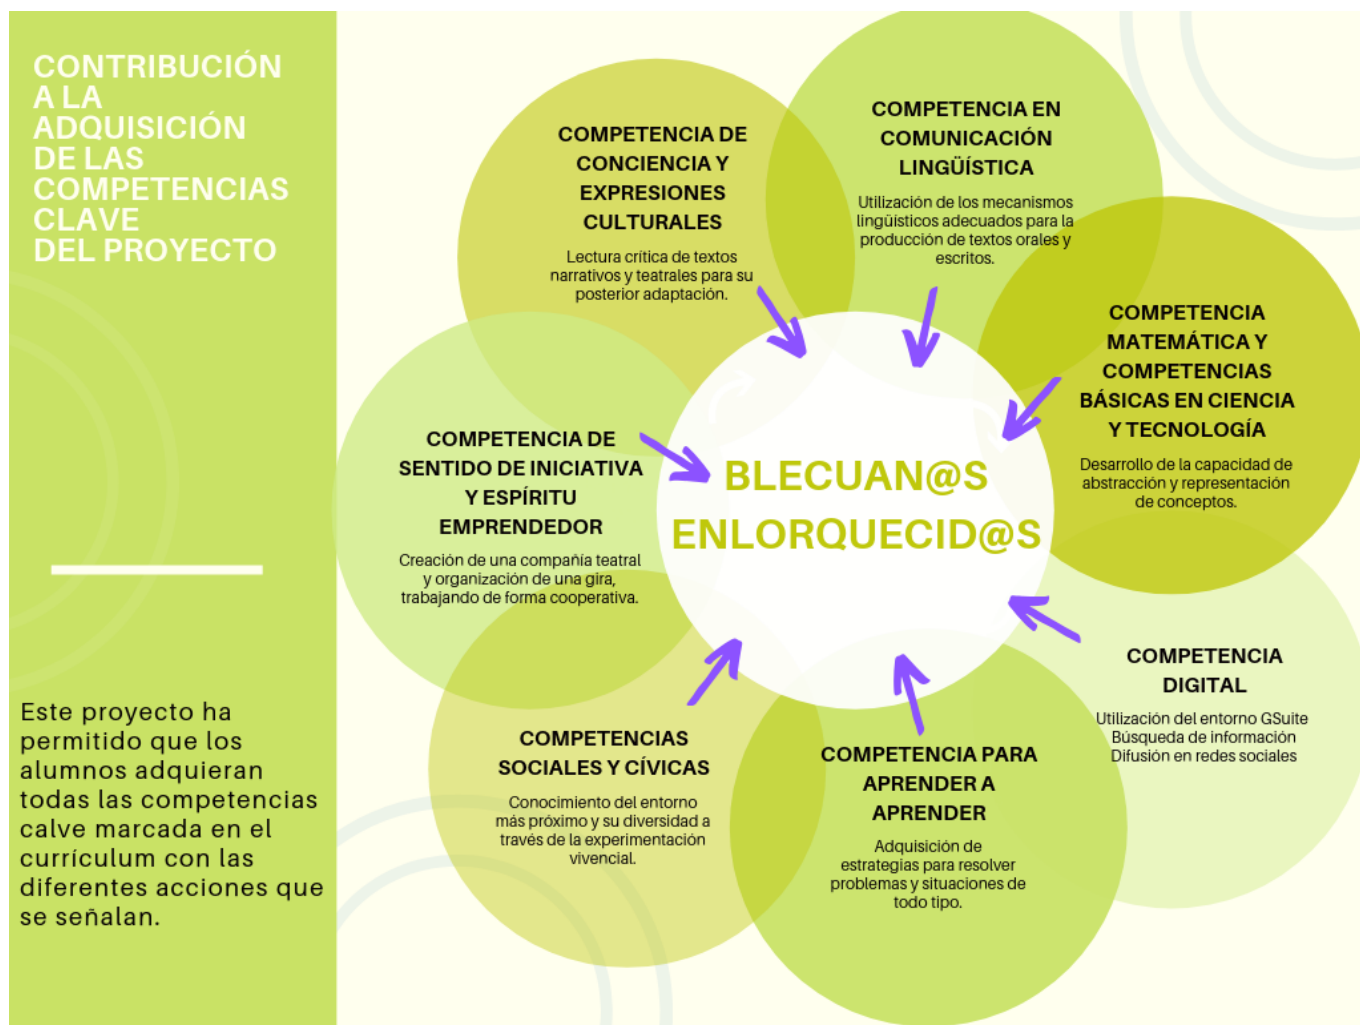 CONTRIBUCIÓN
A LA
ADQUISICIÓN
DE LAS
COMPETENCIAS
CLAVE
DEL PROYECTO
Este proyecto ha
permitido que los
alumnos adquieran
todas las competencias
calve marcada en el
currículum con las
diferentes acciones que
se señalan.
COMPETENCIA DE
CONCIENCIA Y
EXPRESIONES
CULTURALES
Lectura crítica de textos
narrativos y teatrales para su
posterior adaptación.
COMPETENCIA EN
COMUNICACIÓN
LINGÜÍSTICA
Utilización de los mecanismos
lingüísticos adecuados para la
producción de textos orales y
escritos.
COMPETENCIA
MATEMÁTICA Y
COMPETENCIAS
BÁSICAS EN CIENCIA
Y TECNOLOGÍA
Desarrollo de la capacidad de
abstracción y representación
de conceptos.
COMPETENCIA DE
SENTIDO DE INICIATIVA
Y ESPÍRITU
EMPRENDEDOR
Creación de una compañía teatral
y organización de una gira,
trabajando de forma cooperativa.
BLECUAN@S
ENLORQUECID@S
COMPETENCIA
DIGITAL
Utilización del entorno GSuite
Búsqueda de información
Difusión en redes sociales
COMPETENCIAS
SOCIALES Y CÍVICAS
Conocimiento del entorno
más próximo y su diversidad a
través de la experimentación
vivencial.
COMPETENCIA PARA
APRENDER A
APRENDER
Adquisición de
estrategias para resolver
problemas y situaciones de
todo tipo.